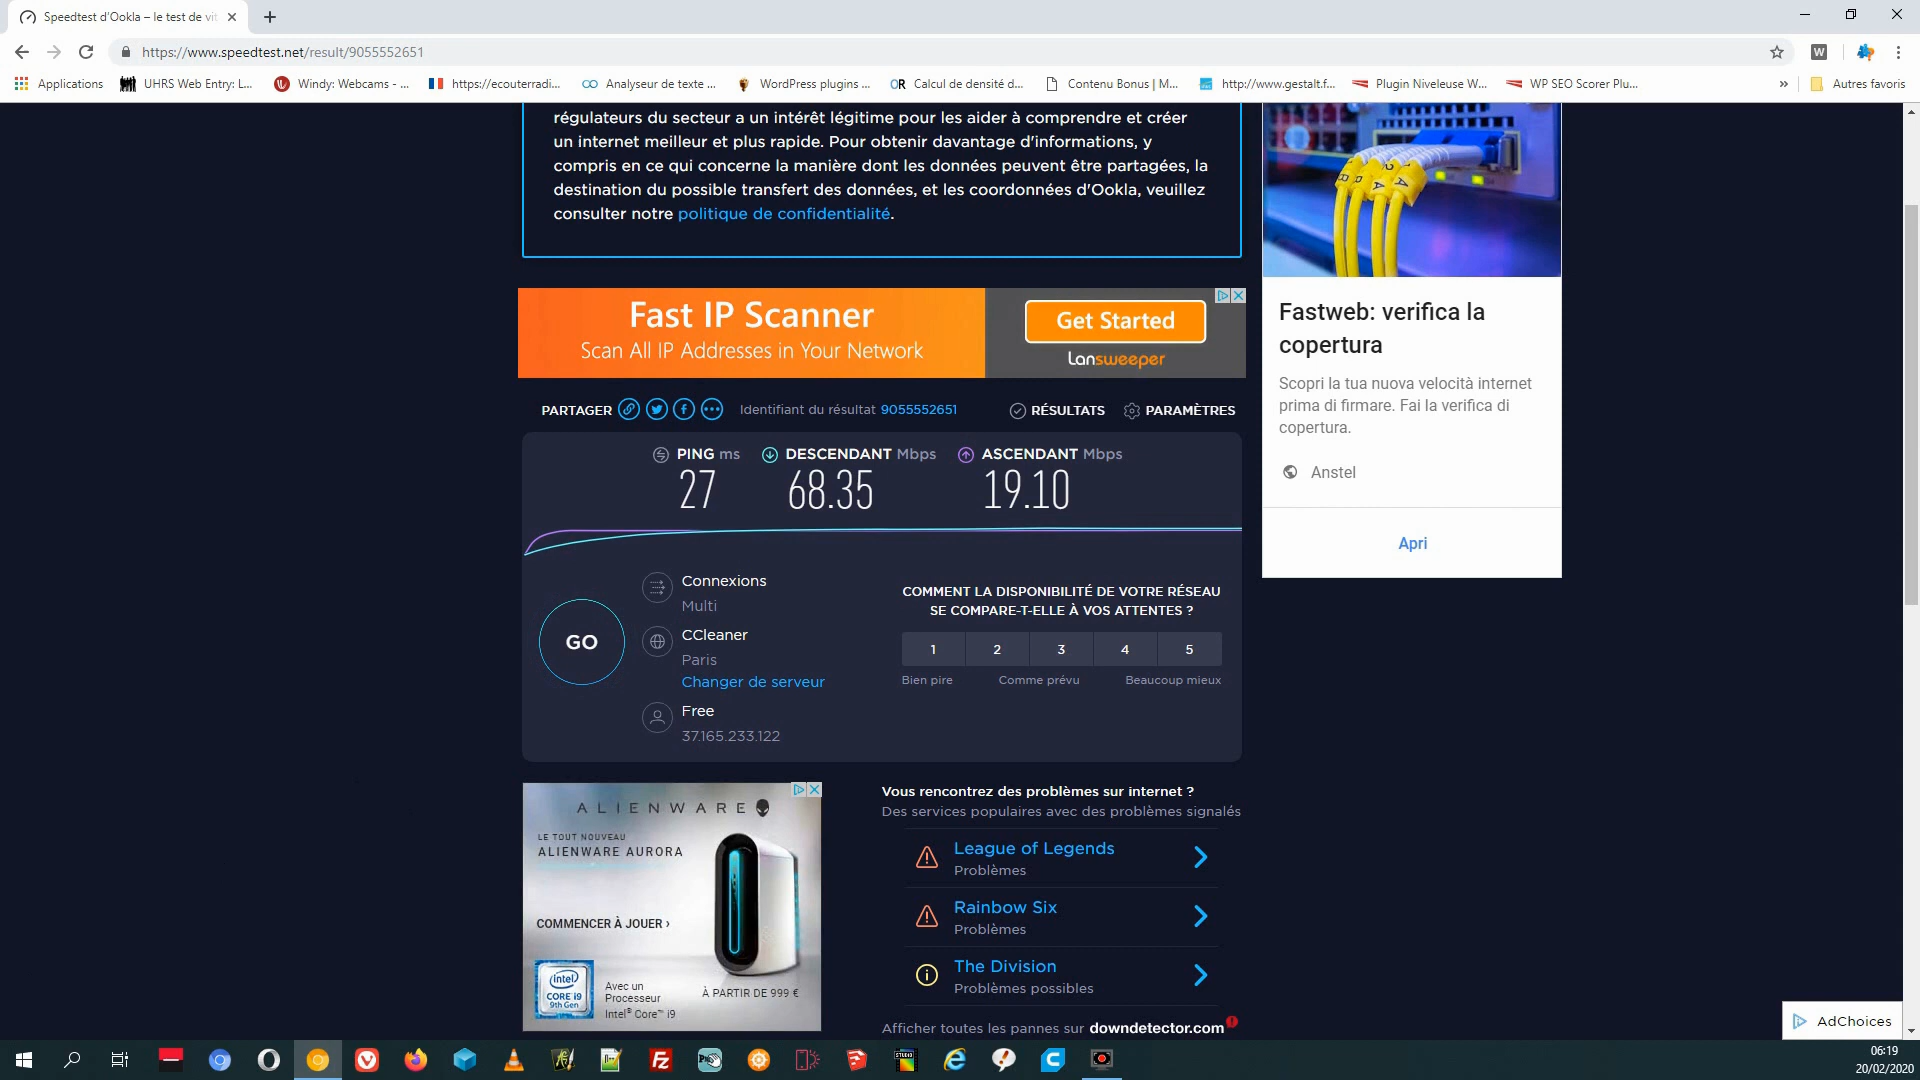 Speedtest d'Ookla – le test de vit
https://www.speedtest.net/result/9055552651
W
Applications
UHRS Web Entry: L...
Windy: Webcams - ...
https://ecouterradi...
Analyseur de texte ...
WordPress plugins ...
OR Calcul de densité d...
Contenu Bonus | M...
http://www.gestalt.f...
Plugin Niveleuse W...
WP SEO Scorer Plu...
»
Autres favoris
régulateurs du secteur a un intérêt légitime pour les aider à comprendre et créer
un internet meilleur et plus rapide. Pour obtenir davantage d'informations, y
compris en ce qui concerne la manière dont les données peuvent être partagées, la
destination du possible transfert des données, et les coordonnées d'Ookla, veuillez
consulter notre politique de confidentialité.
Fast IP Scanner
Scan All IP Addresses in Your Network
Get Started
Lansweeper
Fastweb: verifica la
copertura
Scopri la tua nuova velocità internet
prima di firmare. Fai la verifica di
copertura.
Anstel
Apri
PARTAGER
Identifiant du résultat 9055552651
RÉSULTATS
PARAMÈTRES
PING ms
27
DESCENDANT Mbps
68.35
ASCENDANT Mbps
19.10
GO
Connexions
Multi
CCleaner
Paris
Changer de serveur
Free
37.165.233.122
COMMENT LA DISPONIBILITÉ DE VOTRE RÉSEAU
SE COMPARE-T-ELLE À VOS ATTENTES ?
1 2 3 4 5
Bien pire Comme prévu Beaucoup mieux
ALIENWARE
LE TOUT NOUVEAU
ALIENWARE AURORA
COMMENCER À JOUER ›
intel
CORE i9
9th Gen
Avec un
Processeur
Intel® Core™ i9
À PARTIR DE 999 €
Vous rencontrez des problèmes sur internet ?
Des services populaires avec des problèmes signalés
League of Legends
Problèmes
Rainbow Six
Problèmes
The Division
Problèmes possibles
Afficher toutes les pannes sur downdetector.com
AdChoices
06:19
20/02/2020